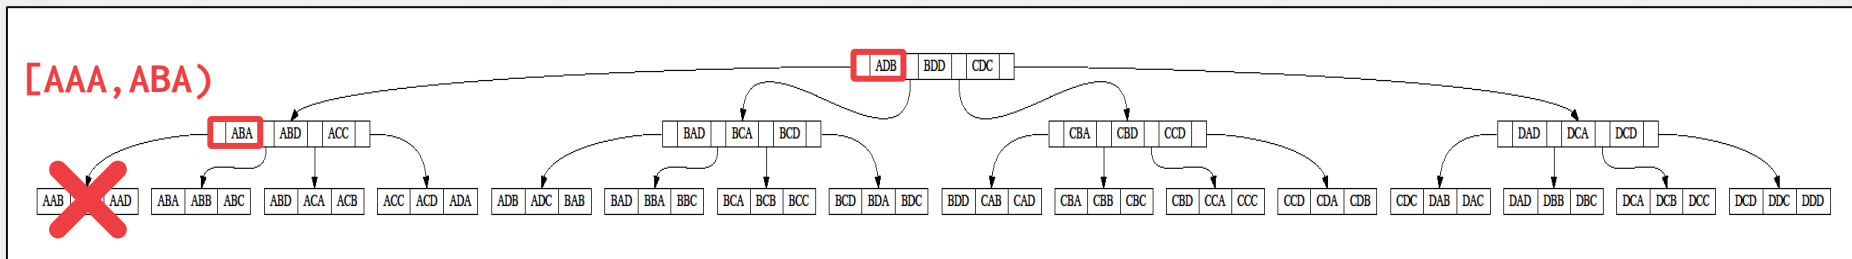 ADB BDD CDC
[AAA,ABA)
ABA ABD ACC BAD BCA BCD CBA CBD CCD DAD DCA DCD
AAB AAD ABA ABB ABC ABD ACA ACB ACC ACD ADA ADB ADC BAB BAD BBA BBC BCA BCB BCC BCD BDA BDC BDD CAB CAD CBA CBB CBC CBD CCA CCC CCD CDA CDB CDC DAB DAC DAD DBB DBC DCA DCB DCC DCD DDC DDD